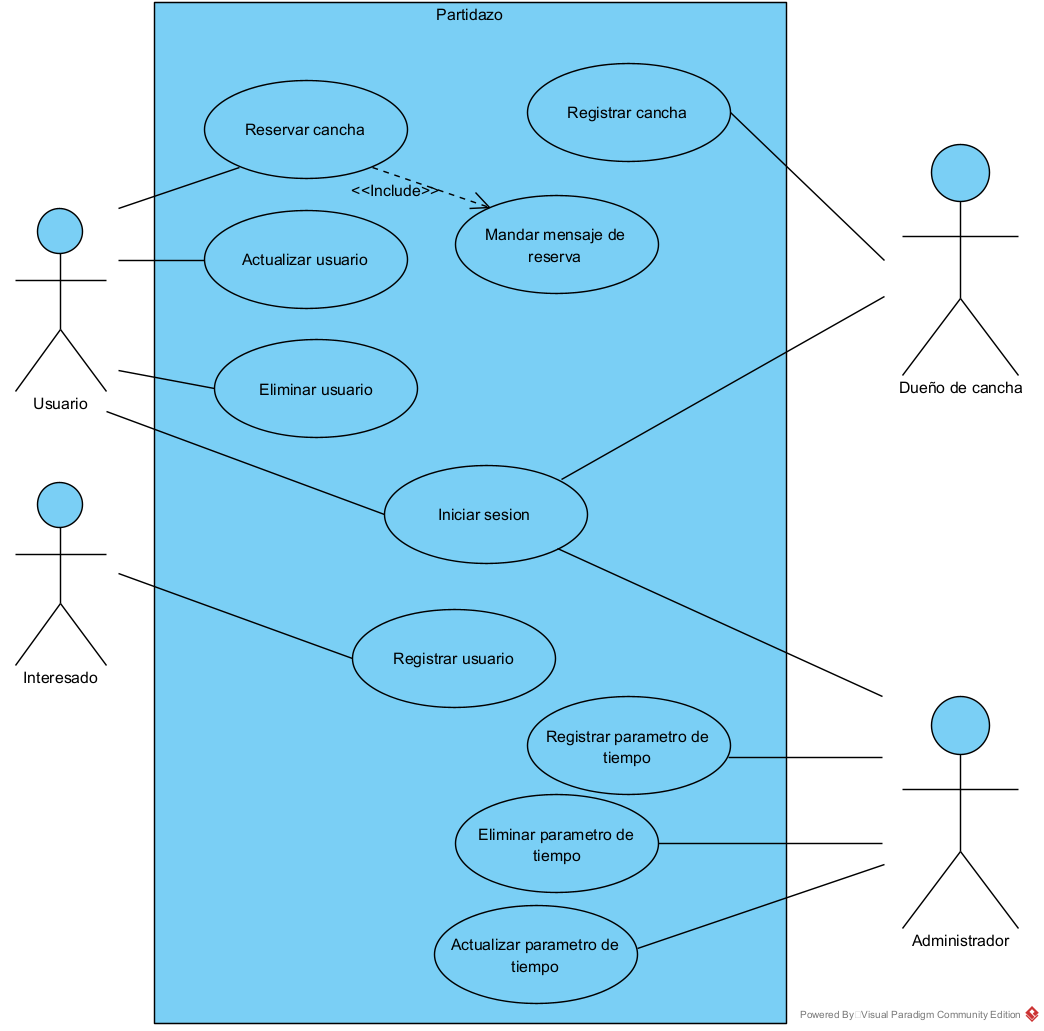 Partidazo
Reservar cancha
Registrar cancha
<<Include>>
Mandar mensaje de
reserva
Actualizar usuario
Eliminar usuario
Usuario
Dueño de cancha
Iniciar sesion
Interesado
Registrar usuario
Registrar parametro de
tiempo
Eliminar parametro de
tiempo
Actualizar parametro de
tiempo
Administrador
Powered By Visual Paradigm Community Edition